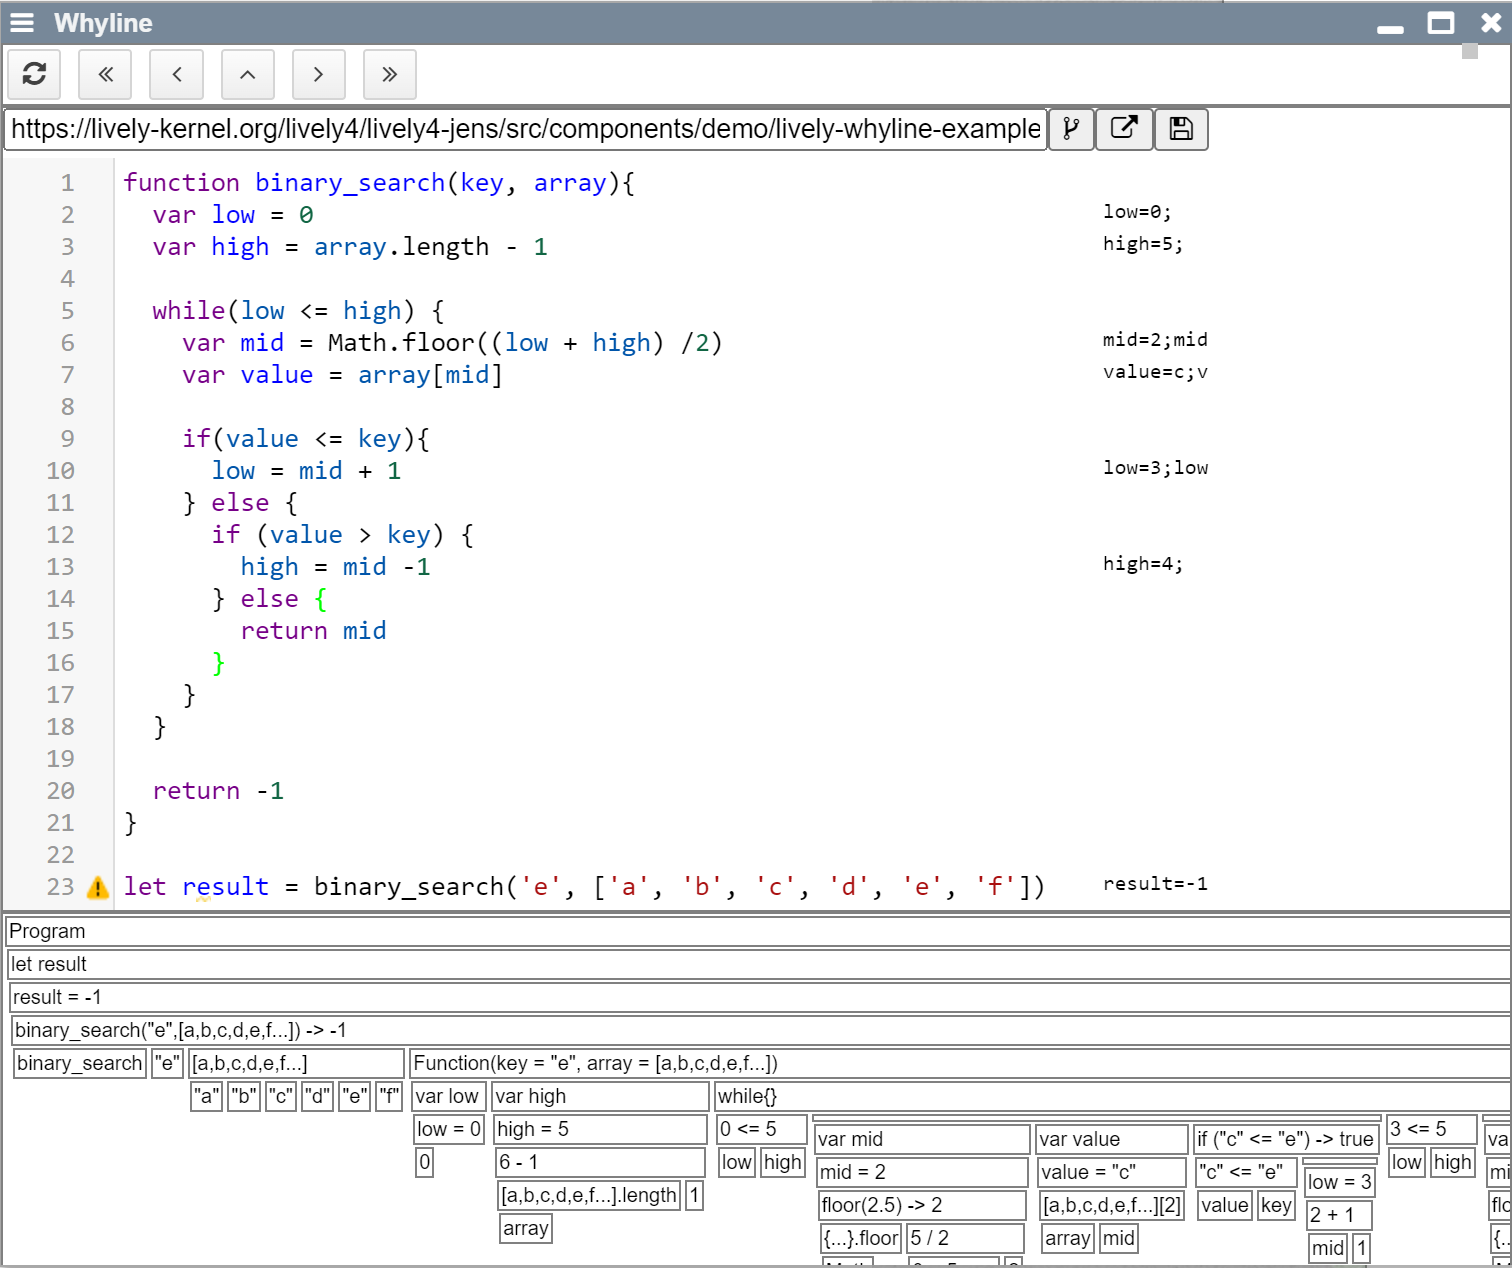 Whyline
https://lively-kernel.org/lively4/lively4-jens/src/components/demo/lively-whyline-example
1 function binary_search(key, array){
2 var low = 0 low=0;
3 var high = array.length - 1 high=5;
4
5 while(low <= high) {
6 var mid = Math.floor((low + high) /2) mid=2;mid
7 var value = array[mid] value=c;v
8
9 if(value <= key){
10 low = mid + 1 low=3;low
11 } else {
12 if (value > key) {
13 high = mid -1 high=4;
14 } else {
15 return mid
16 }
17 }
18 }
19
20 return -1
21 }
22
23 let result = binary_search('e', ['a', 'b', 'c', 'd', 'e', 'f']) result=-1
Program
let result
result = -1
binary_search("e",[a,b,c,d,e,f...]) -> -1
binary_search "e" [a,b,c,d,e,f...] Function(key = "e", array = [a,b,c,d,e,f...])
"a" "b" "c" "d" "e" "f" var low var high while{}
low = 0 high = 5 0 <= 5 var mid var value if ("c" <= "e") -> true 3 <= 5 va
0 6 - 1 low high mid = 2 value = "c" "c" <= "e" low = 3 low high mi
[a,b,c,d,e,f...].length 1 floor(2.5) -> 2 [a,b,c,d,e,f...][2] value key 2 + 1 flo
array {...}.floor 5 / 2 array mid mid 1 {..